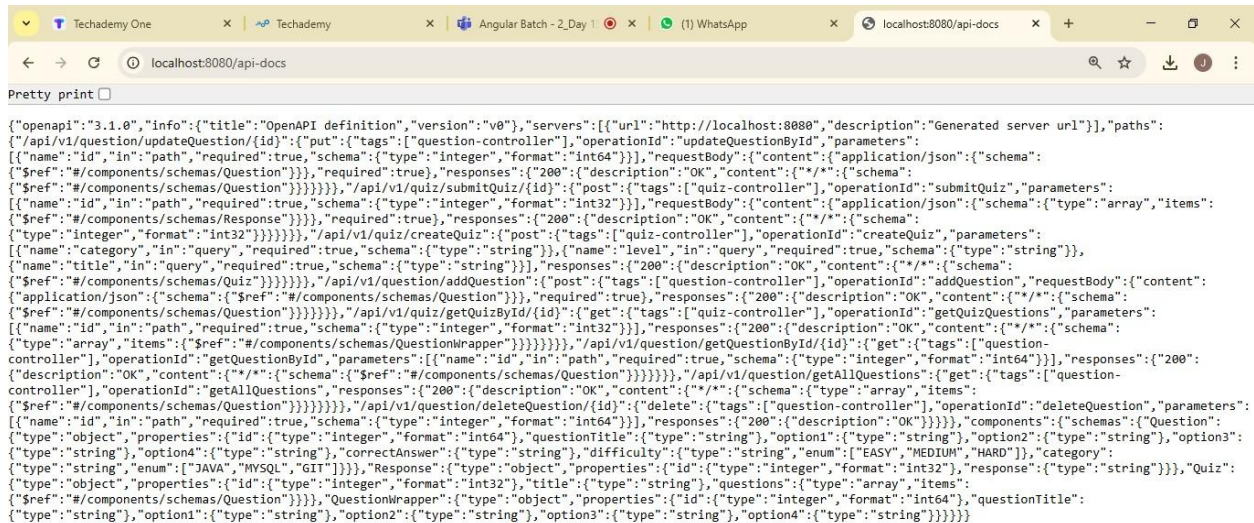 Techademy One
Techademy
Angular Batch - 2_Day 1
(1) WhatsApp
localhost:8080/api-docs
localhost:8080/api-docs
J
Pretty print
{"openapi":"3.1.0","info":{"title":"OpenAPI definition","version":"v0"},"servers":[{"url":"http://localhost:8080","description":"Generated server url"}],"paths":
{"/api/v1/question/updateQuestion/{id}":{"put":{"tags":["question-controller"],"operationId":"updateQuestionById","parameters":
[{"name":"id","in":"path","required":true,"schema":{"type":"integer","format":"int64"}}],"requestBody":{"content":{"application/json":{"schema":
{"$ref":"#/components/schemas/Question"}}},"required":true},"responses":{"200":{"description":"OK","content":{"*/*":{"schema":
{"$ref":"#/components/schemas/Question"}}}}}}},"/api/v1/quiz/submitQuiz/{id}":{"post":{"tags":["quiz-controller"],"operationId":"submitQuiz","parameters":
[{"name":"id","in":"path","required":true,"schema":{"type":"integer","format":"int32"}}],"requestBody":{"content":{"application/json":{"schema":{"type":"array","items":
{"$ref":"#/components/schemas/Response"}}}},"required":true},"responses":{"200":{"description":"OK","content":{"*/*":{"schema":
{"type":"integer","format":"int32"}}}}}}},"/api/v1/quiz/createQuiz":{"post":{"tags":["quiz-controller"],"operationId":"createQuiz","parameters":
[{"name":"category","in":"query","required":true,"schema":{"type":"string"}},{"name":"level","in":"query","required":true,"schema":{"type":"string"}},
{"name":"title","in":"query","required":true,"schema":{"type":"string"}}],"responses":{"200":{"description":"OK","content":{"*/*":{"schema":
{"$ref":"#/components/schemas/Quiz"}}}}}}},"/api/v1/question/addQuestion":{"post":{"tags":["question-controller"],"operationId":"addQuestion","requestBody":{"content":
{"application/json":{"schema":{"$ref":"#/components/schemas/Question"}}},"required":true},"responses":{"200":{"description":"OK","content":{"*/*":{"schema":
{"$ref":"#/components/schemas/Question"}}}}}}},"/api/v1/quiz/getQuizById/{id}":{"get":{"tags":["quiz-controller"],"operationId":"getQuizQuestions","parameters":
[{"name":"id","in":"path","required":true,"schema":{"type":"integer","format":"int32"}}],"responses":{"200":{"description":"OK","content":{"*/*":{"schema":
{"type":"array","items":{"$ref":"#/components/schemas/QuestionWrapper"}}}}}}}},"/api/v1/question/getQuestionById/{id}":{"get":{"tags":["question-
controller"],"operationId":"getQuestionById","parameters":[{"name":"id","in":"path","required":true,"schema":{"type":"integer","format":"int64"}}],"responses":{"200":
{"description":"OK","content":{"*/*":{"schema":{"$ref":"#/components/schemas/Question"}}}}}}},"/api/v1/question/getAllQuestions":{"get":{"tags":["question-
controller"],"operationId":"getAllQuestions","responses":{"200":{"description":"OK","content":{"*/*":{"schema":{"type":"array","items":
{"$ref":"#/components/schemas/Question"}}}}}}}},"/api/v1/question/deleteQuestion/{id}":{"delete":{"tags":["question-controller"],"operationId":"deleteQuestion","parameters":
[{"name":"id","in":"path","required":true,"schema":{"type":"integer","format":"int64"}}],"responses":{"200":{"description":"OK"}}}}},"components":{"schemas":{"Question":
{"type":"object","properties":{"id":{"type":"integer","format":"int64"},"questionTitle":{"type":"string"},"option1":{"type":"string"},"option2":{"type":"string"},"option3":
{"type":"string"},"option4":{"type":"string"},"correctAnswer":{"type":"string"},"difficulty":{"type":"string","enum":["EASY","MEDIUM","HARD"]},"category":
{"type":"string","enum":["JAVA","MYSQL","GIT"]}}},"Response":{"type":"object","properties":{"id":{"type":"integer","format":"int32"},"response":{"type":"string"}}},"Quiz":
{"type":"object","properties":{"id":{"type":"integer","format":"int32"},"title":{"type":"string"},"questions":{"type":"array","items":
{"$ref":"#/components/schemas/Question"}}}},"QuestionWrapper":{"type":"object","properties":{"id":{"type":"integer","format":"int64"},"questionTitle":
{"type":"string"},"option1":{"type":"string"},"option2":{"type":"string"},"option3":{"type":"string"},"option4":{"type":"string"}}}}}}